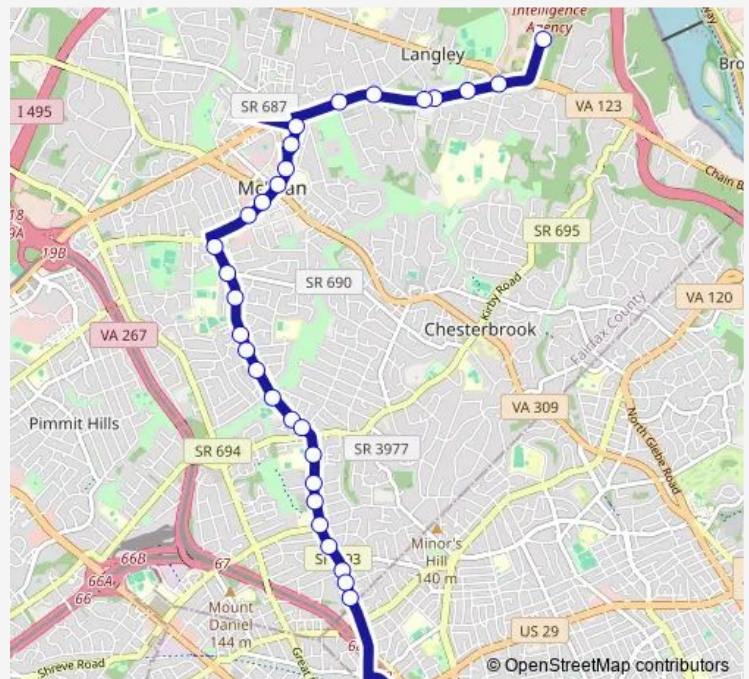 Intelligence
Agency
Langley
Bro
SR 687
I 495
VA 123
Chain B
18
9A
19B
SR 695
SR 690
VA 120
Kirby Road
Fairfax County
Chesterbrook
VA 267
VA 309
Pimmit Hills
North Glebe Road
SR 694
SR 3977
Minor's
Hill
140 m
66B
67
66A
66
Mount
Daniel
144 m
US 29
Shreve Road
© OpenStreetMap contributors